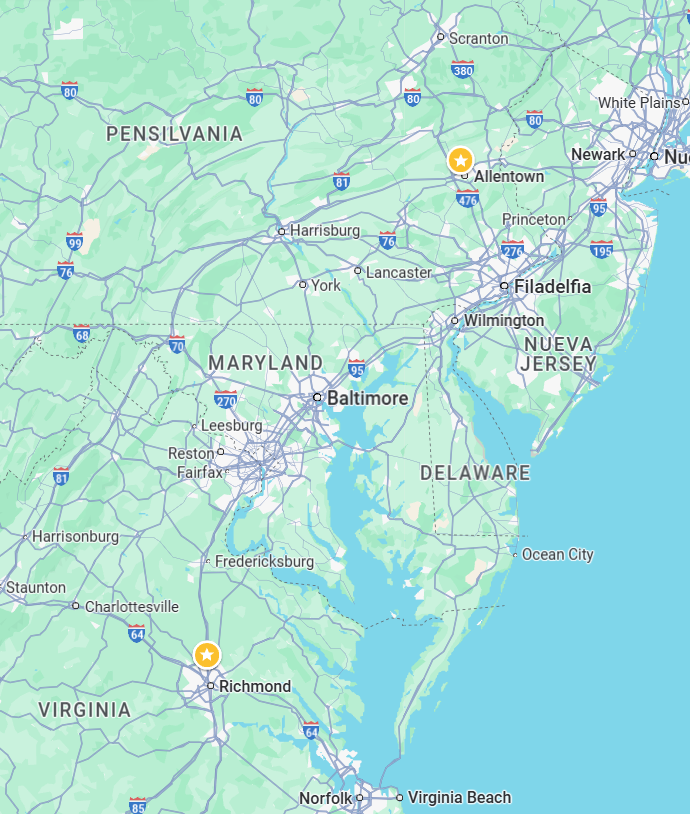 Scranton
380
80
80
80
White Plains
80
PENSILVANIA
Newark
Nu
Allentown
81
476
95
Princeton
Harrisburg
99
76
276
195
76
Lancaster
York
Filadelfia
Wilmington
68
70
NUEVA
JERSEY
MARYLAND
95
Baltimore
270
Leesburg
Reston
Fairfax
DELAWARE
81
Harrisonburg
Ocean City
Fredericksburg
Staunton
Charlottesville
64
Richmond
VIRGINIA
64
Norfolk
Virginia Beach
85